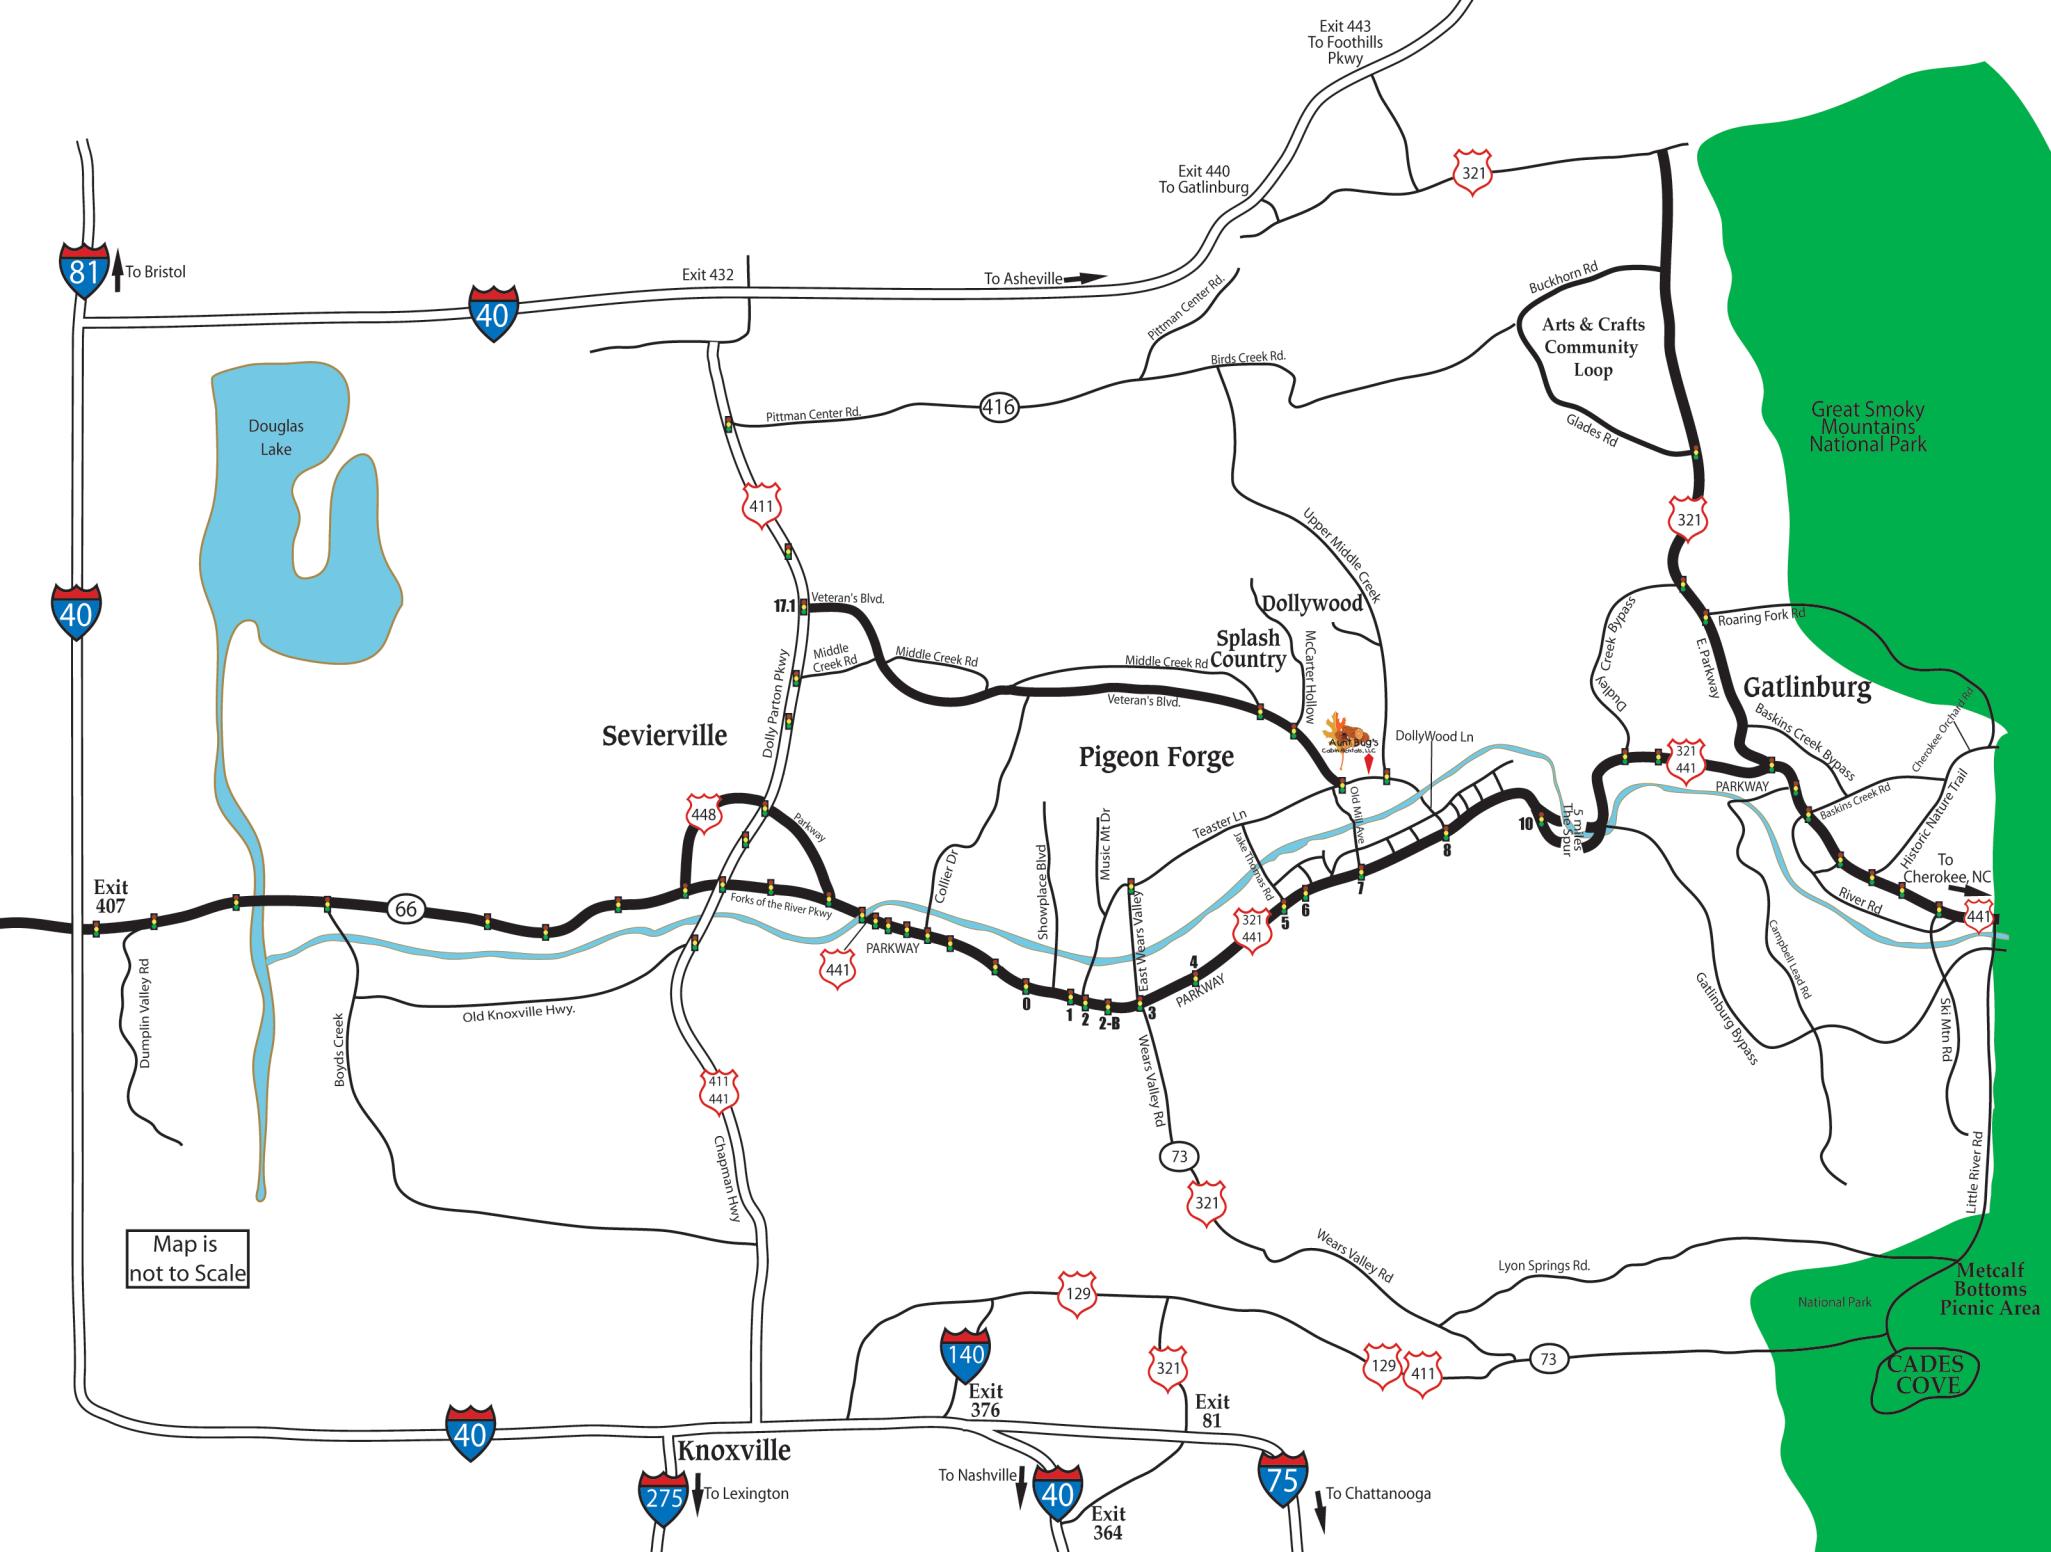 Exit 443
To Foothills
Pkwy
Exit 440
To Gatlinburg
321
81
To Bristol
Exit 432
To Asheville
40
Pittman Center Rd.
Buckhorn Rd
Arts & Crafts
Community
Loop
Birds Creek Rd.
416
Pittman Center Rd.
Glades Rd
Great Smoky
Mountains
National Park
Douglas
Lake
411
321
Upper Middle Creek
40
17.1
Veteran's Blvd.
Dollywood
Splash
Country
McCarter Hollow
Middle
Creek Rd
Middle Creek Rd
Middle Creek Rd
Veteran's Blvd.
Dudley Creek Bypass
Roaring Fork Rd
E. Parkway
Gatlinburg
Baskins Creek Bypass
Cherokee Orchard Rd
Dolly Parton Pkwy
Sevierville
Pigeon Forge
Aunt Bug's
Cabin Rentals, LLC
DollyWood Ln
321
441
PARKWAY
Baskins Creek Rd
Historic Nature Trail
448
Parkway
Teaster Ln
Jake Thomas Rd
Old Mill Ave
Music Mt Dr
Showplace Blvd
Collier Dr
8
10
The Spur
5 miles
7
6
5
To
Cherokee, NC
River Rd
441
Exit
407
66
Forks of the River Pkwy
PARKWAY
441
East Wears Valley
321
441
4
PARKWAY
0
1
2
2-B
3
Campbell Lead Rd
Gatlinburg Bypass
Ski Mtn Rd
Dumplin Valley Rd
Boyds Creek
Old Knoxville Hwy.
411
441
Chapman Hwy
Wears Valley Rd
73
321
Little River Rd
Map is
not to Scale
Wears Valley Rd
Lyon Springs Rd.
Metcalf
Bottoms
Picnic Area
National Park
129
140
Exit
376
321
Exit
81
129
411
73
CADES
COVE
40
Knoxville
275
To Lexington
To Nashville
40
Exit
364
75
To Chattanooga